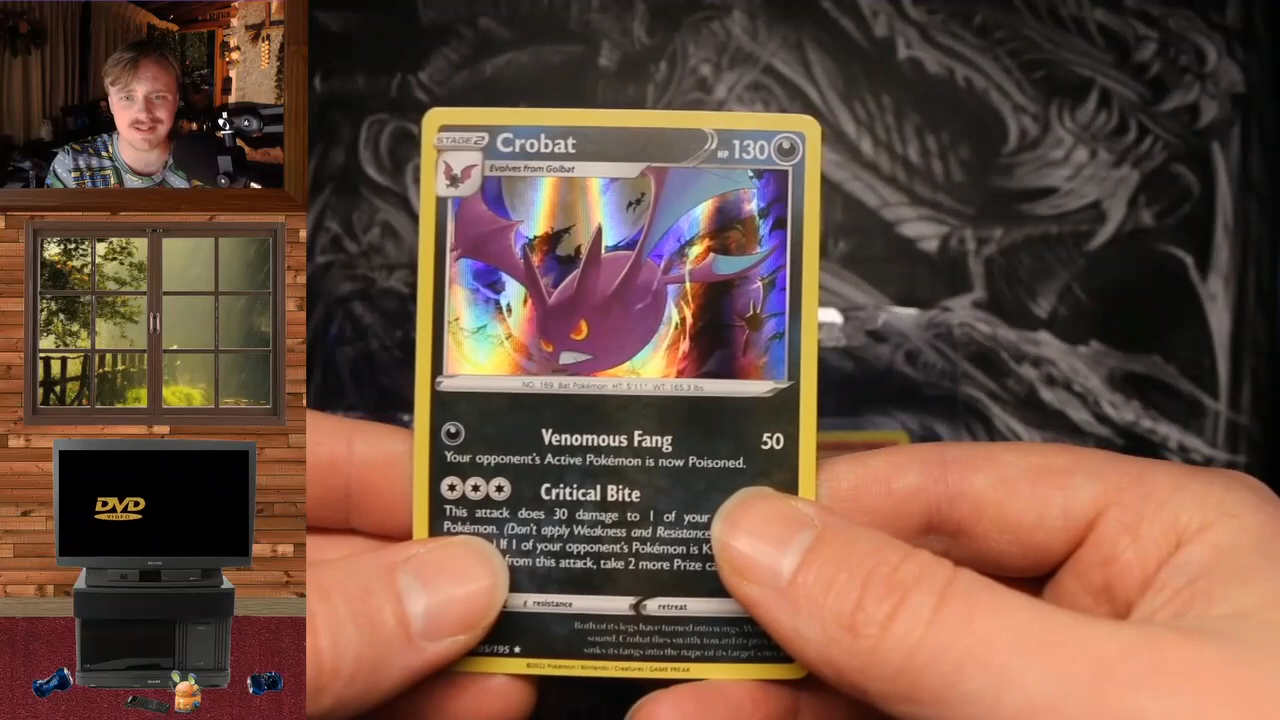 STAGE2 Crobat HP 130
Evolves from Golbat
NO. 169 Bat Pokémon HT: 5'11" WT: 165.3 lbs.
Venomous Fang 50
Your opponent's Active Pokémon is now Poisoned.
Critical Bite
This attack does 30 damage to 1 of your
Pokémon. (Don't apply Weakness and Resistance
If 1 of your opponent's Pokémon is K
from this attack, take 2 more Prize
resistance retreat
Both of its legs have turned into wings. W
sound. Crobat flies swiftly toward its
sinks its fangs into the nape of its target's
/195
©2022 Pokémon / Nintendo / Creatures / GAME FREAK
DVD
VIDEO
PHILIPS